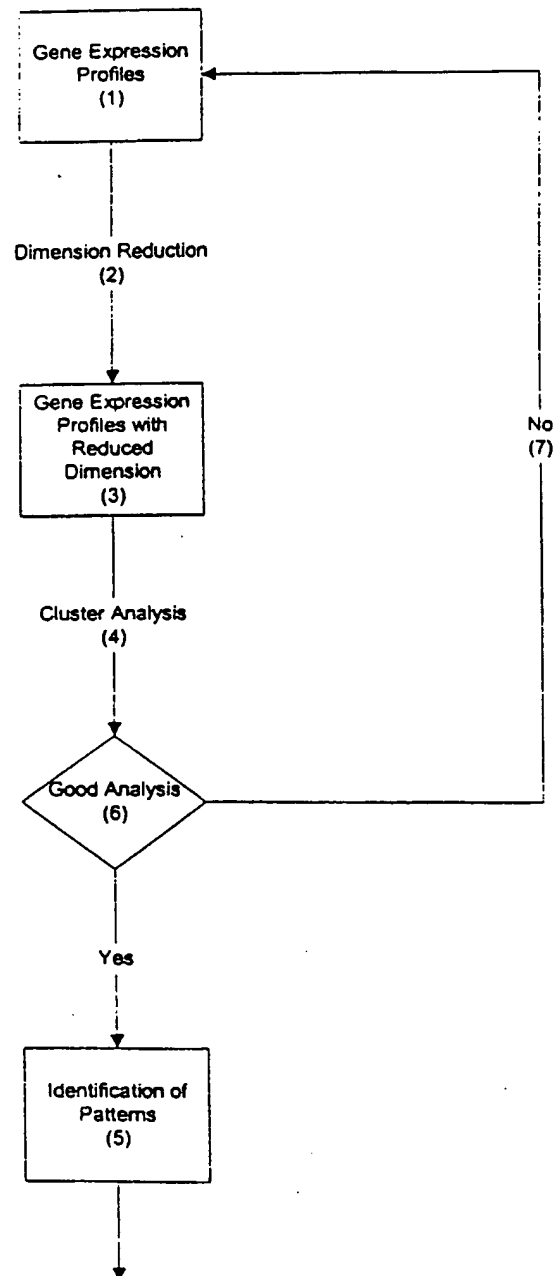 Gene Expression
Profiles
(1)
Dimension Reduction
(2)
Gene Expression
Profiles with
Reduced
Dimension
(3)
No
(7)
Cluster Analysis
(4)
Good Analysis
(6)
Yes
Identification of
Patterns
(5)